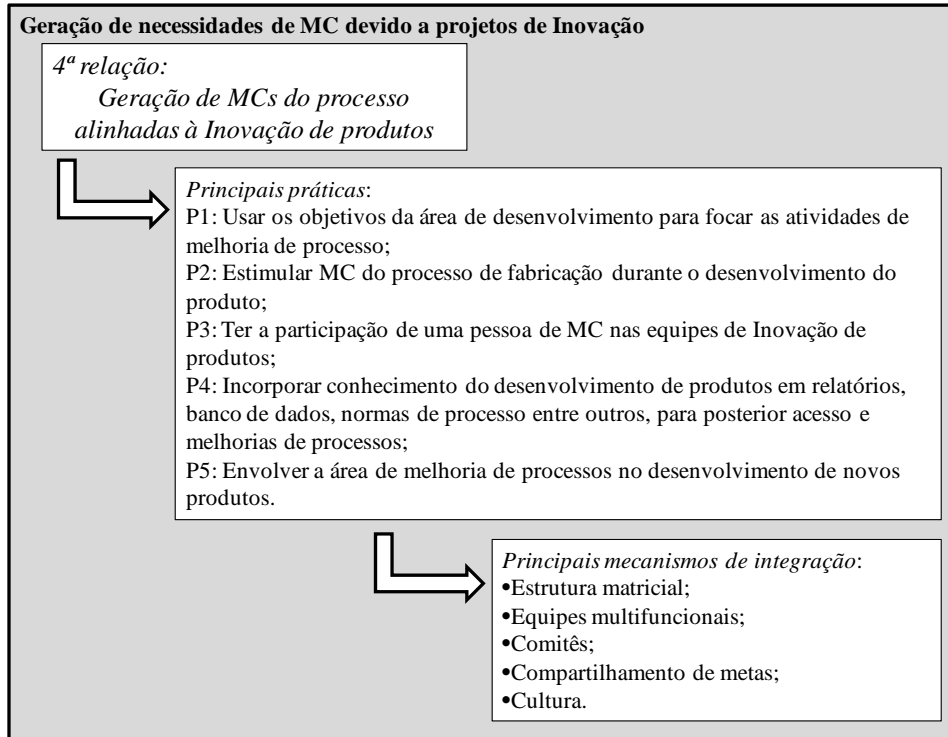 Geração de necessidades de MC devido a projetos de Inovação
4ª relação:
Geração de MCs do processo
alinhadas à Inovação de produtos
Principais práticas:
P1: Usar os objetivos da área de desenvolvimento para focar as atividades de
melhoria de processo;
P2: Estimular MC do processo de fabricação durante o desenvolvimento do
produto;
P3: Ter a participação de uma pessoa de MC nas equipes de Inovação de
produtos;
P4: Incorporar conhecimento do desenvolvimento de produtos em relatórios,
banco de dados, normas de processo entre outros, para posterior acesso e
melhorias de processos;
P5: Envolver a área de melhoria de processos no desenvolvimento de novos
produtos.
Principais mecanismos de integração:
•Estrutura matricial;
•Equipes multifuncionais;
•Comitês;
•Compartilhamento de metas;
•Cultura.